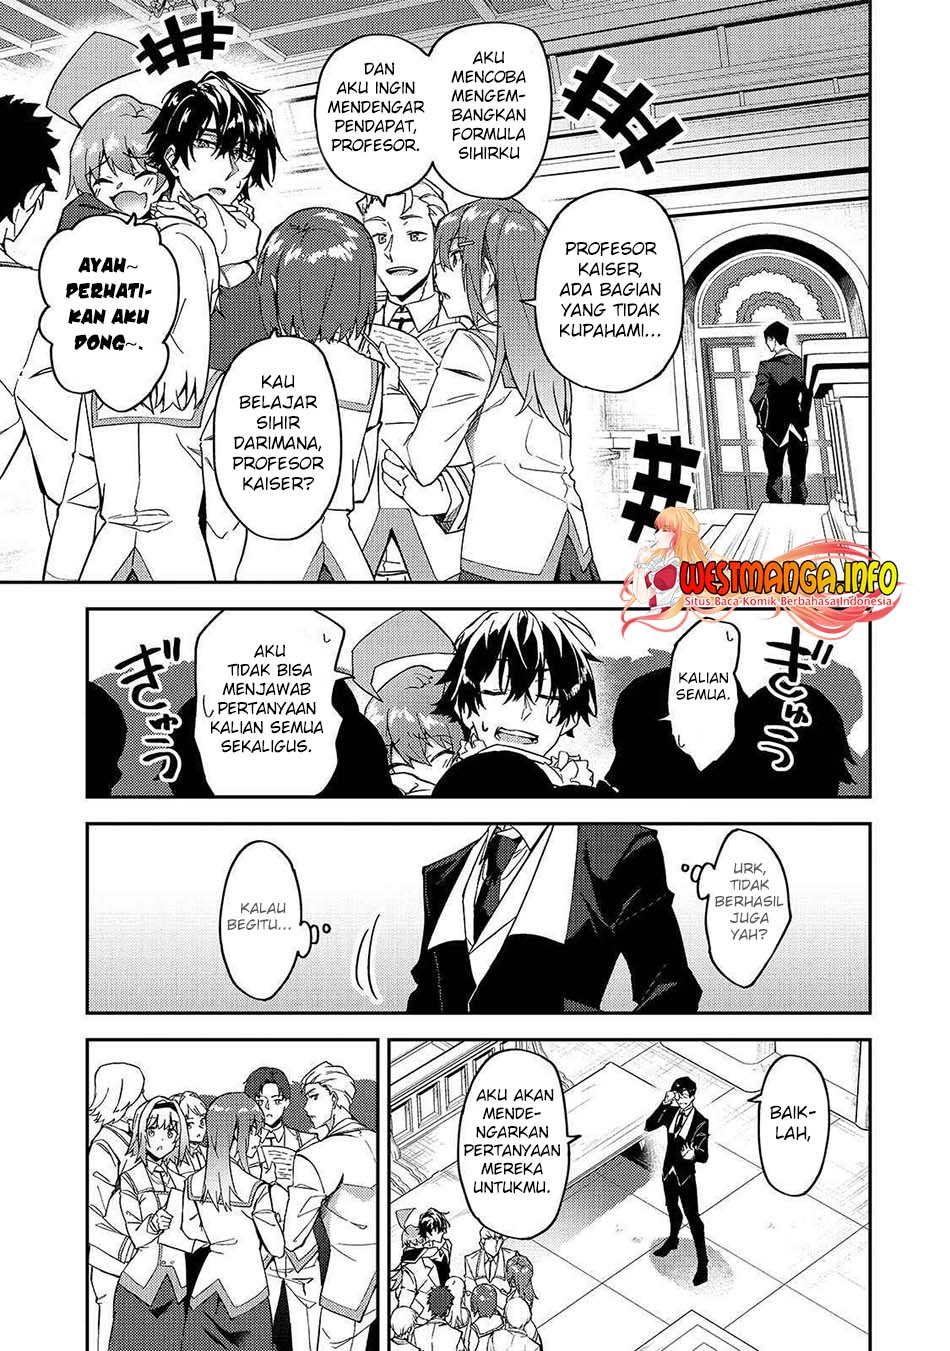 AKU
MENCOBA
MENGEM-
BANGKAN
FORMULA
SIHIRKU
DAN
AKU INGIN
MENDENGAR
PENDAPAT,
PROFESOR.
PROFESOR
KAISER,
ADA BAGIAN
YANG TIDAK
KUPAHAMI...
AYAH~
PERHATI-
KAN AKU
DONG~.
KAU
BELAJAR
SIHIR
DARIMANA,
PROFESOR
KAISER?
WESTMANGA.INFO
Situs Baca Komik Berbahasa Indonesia
ぎゅう
KALIAN
SEMUA.
AKU
TIDAK BISA
MENJAWAB
PERTANYAAN
KALIAN SEMUA
SEKALIGUS.
ぎゅう
URK,
TIDAK
BERHASIL
JUGA
YAH?
KALAU
BEGITU...
BAIK-
LAH,
AKU AKAN
MENDE-
NGARKAN
PERTANYAAN
MEREKA
UNTUKMU.